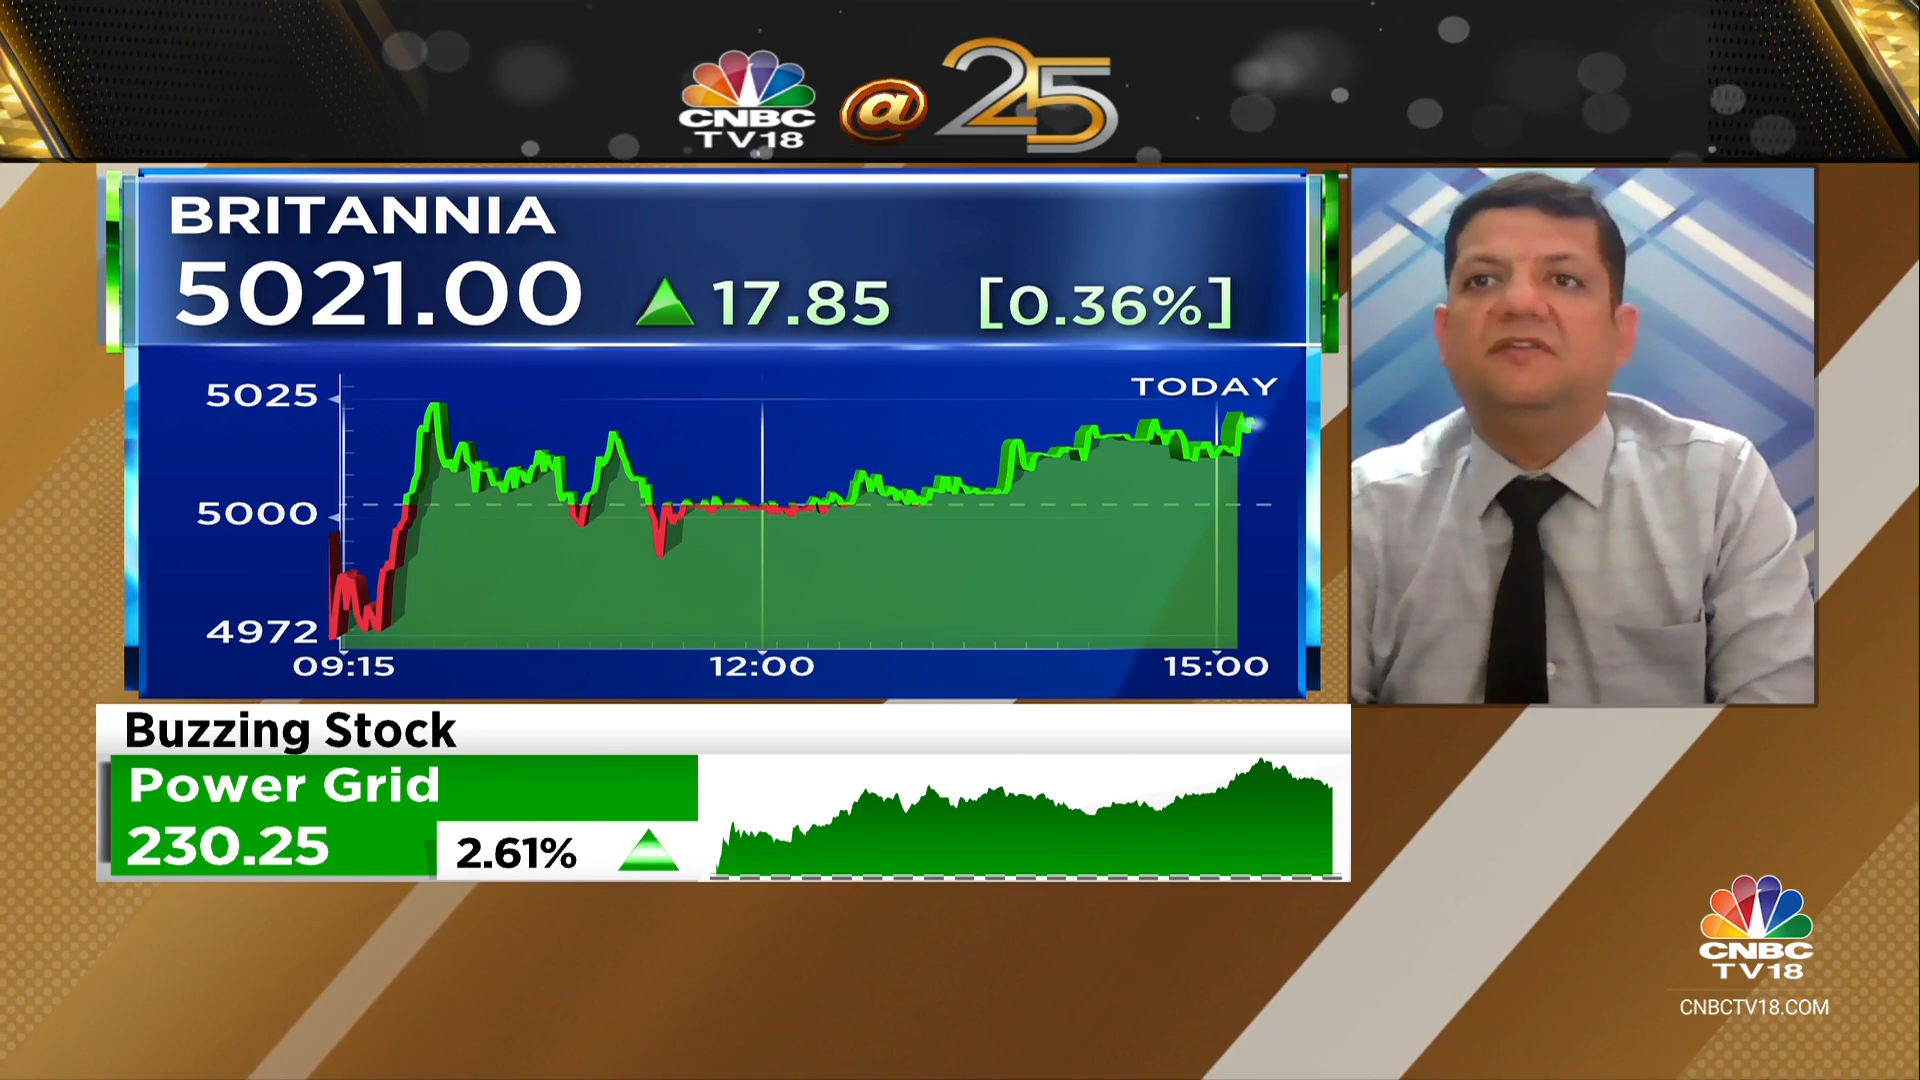 CNBC
TV18
@25
BRITANNIA
5021.00 17.85 [0.36%]
TODAY
5025
5000
4972
09:15 12:00 15:00
Buzzing Stock
Power Grid
230.25 2.61%
CNBC
TV18
CNBCTV18.COM